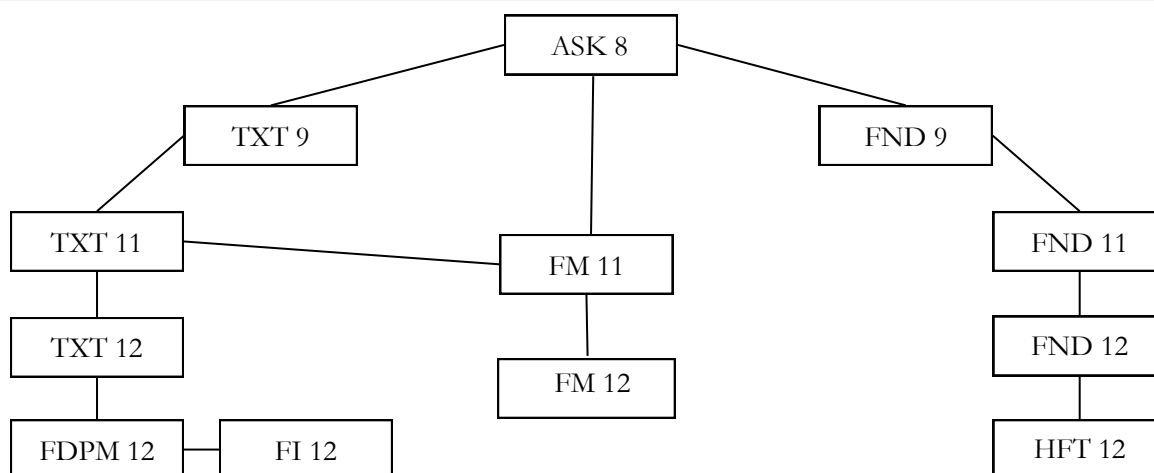 ASK 8
TXT 9
FND 9
TXT 11
FM 11
FND 11
TXT 12
FM 12
FND 12
FDPM 12
FI 12
HFT 12